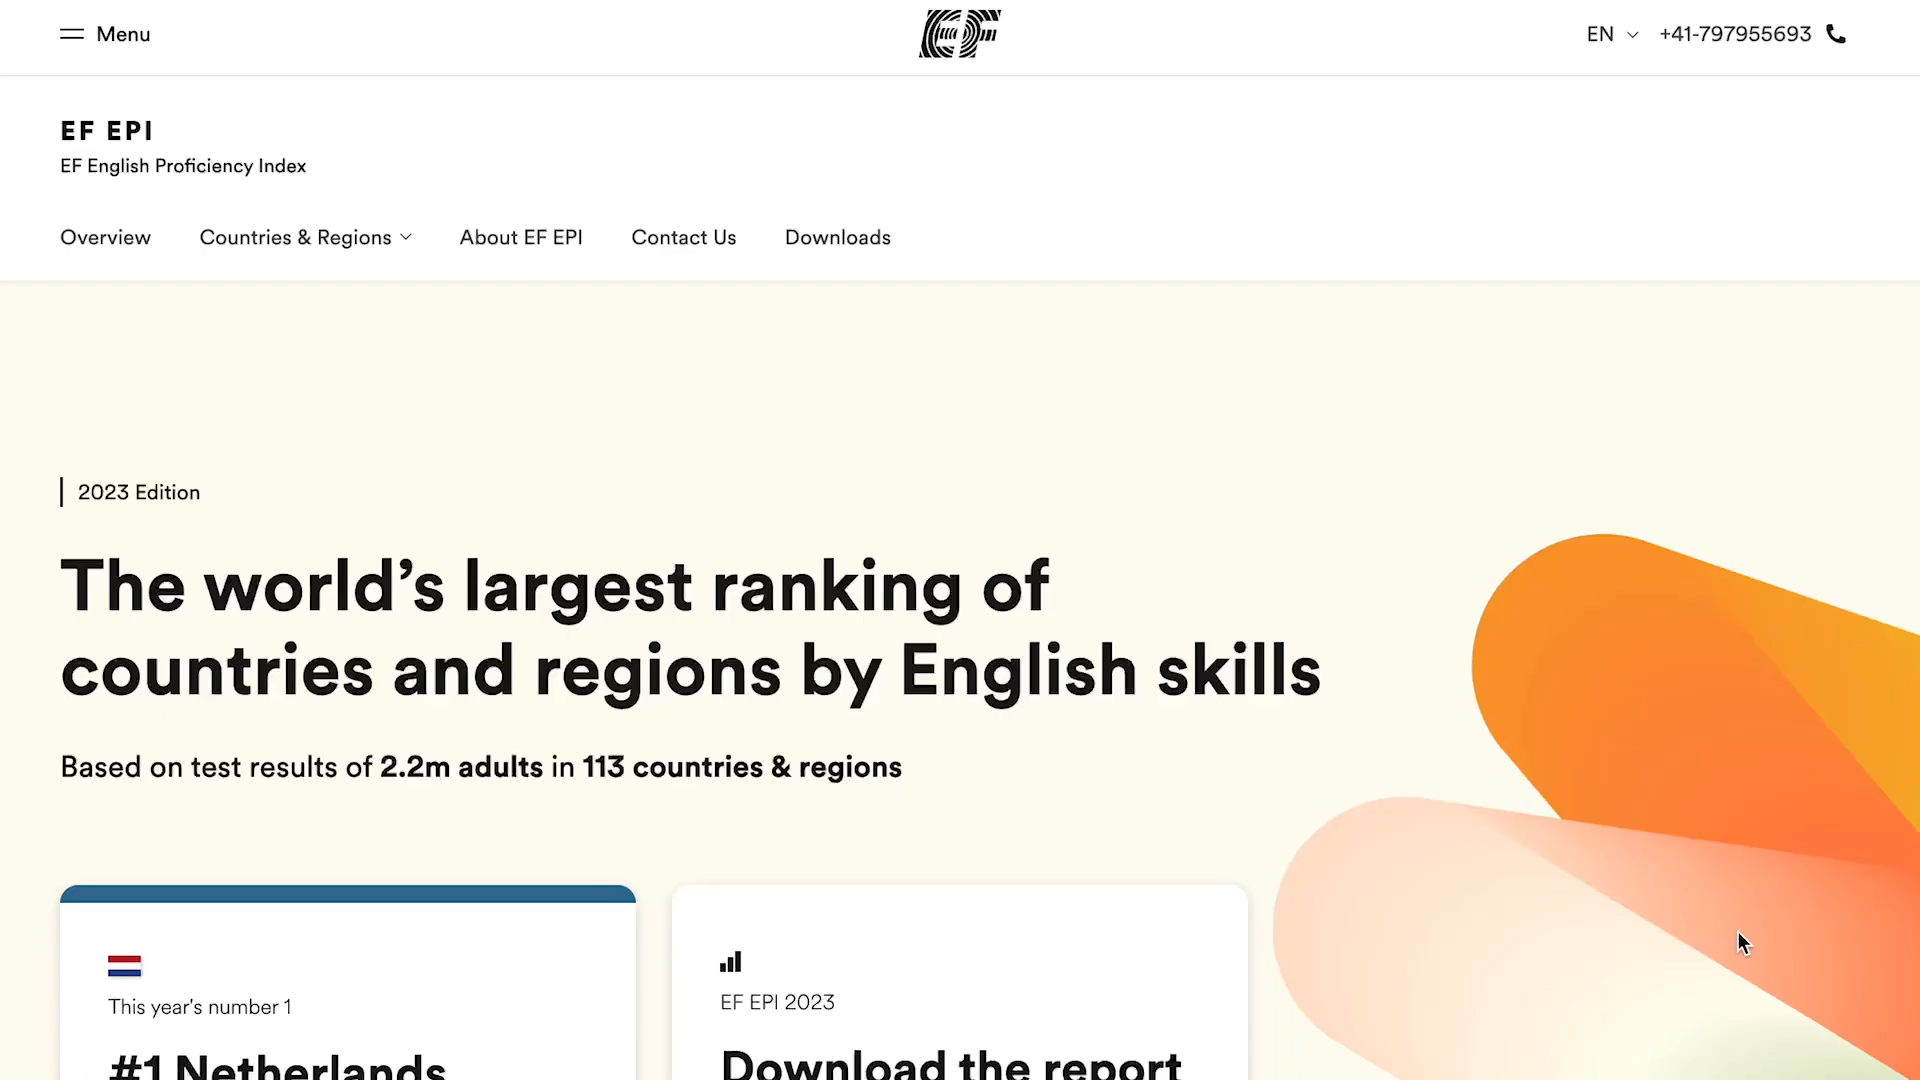 Menu
EF
EN
+41-797955693
EF EPI
EF English Proficiency Index
Overview
Countries & Regions
About EF EPI
Contact Us
Downloads
2023 Edition
The world’s largest ranking of
countries and regions by English skills
Based on test results of 2.2m adults in 113 countries & regions
This year's number 1
#1 Netherlands
EF EPI 2023
Download the report